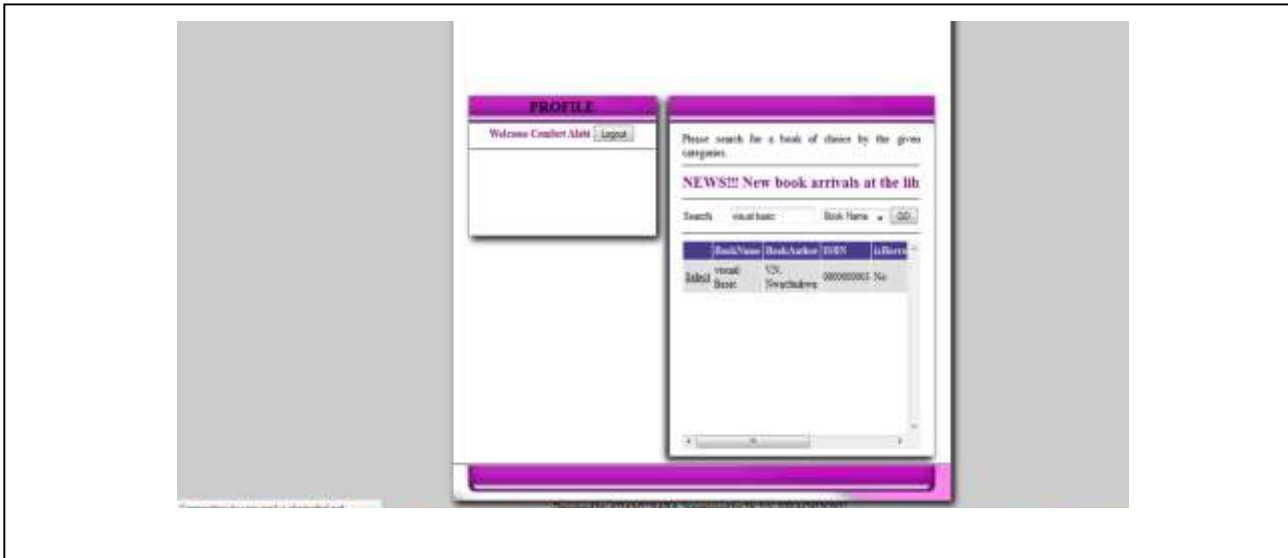 PROFILE
Welcome Comfort Alabi Logout
Please search for a book of choice by the given
categories.
NEWS!!! New book arrivals at the lib
Search visual basic Book Name GO
BookName BookAuthor ISBN isBorro
Select visual Basic V.N. No